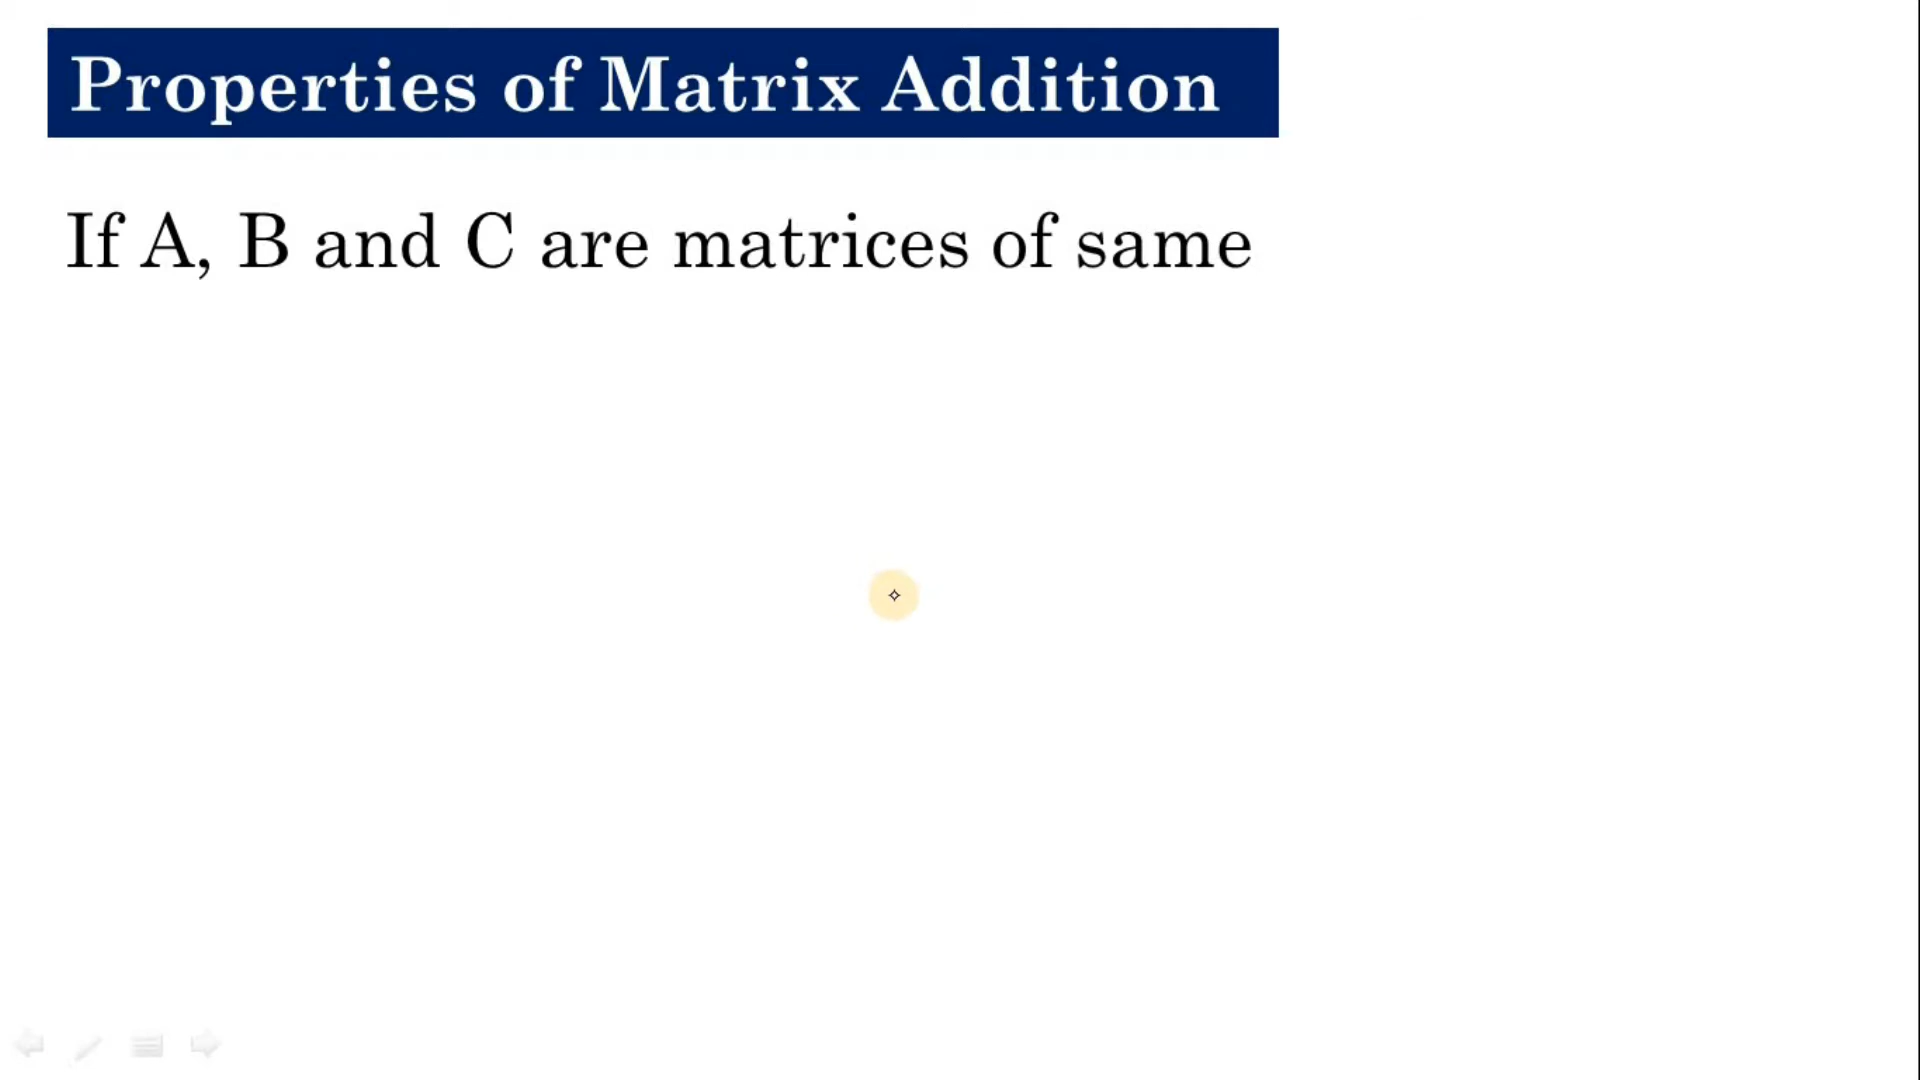 Properties of Matrix Addition
If A, B and C are matrices of same